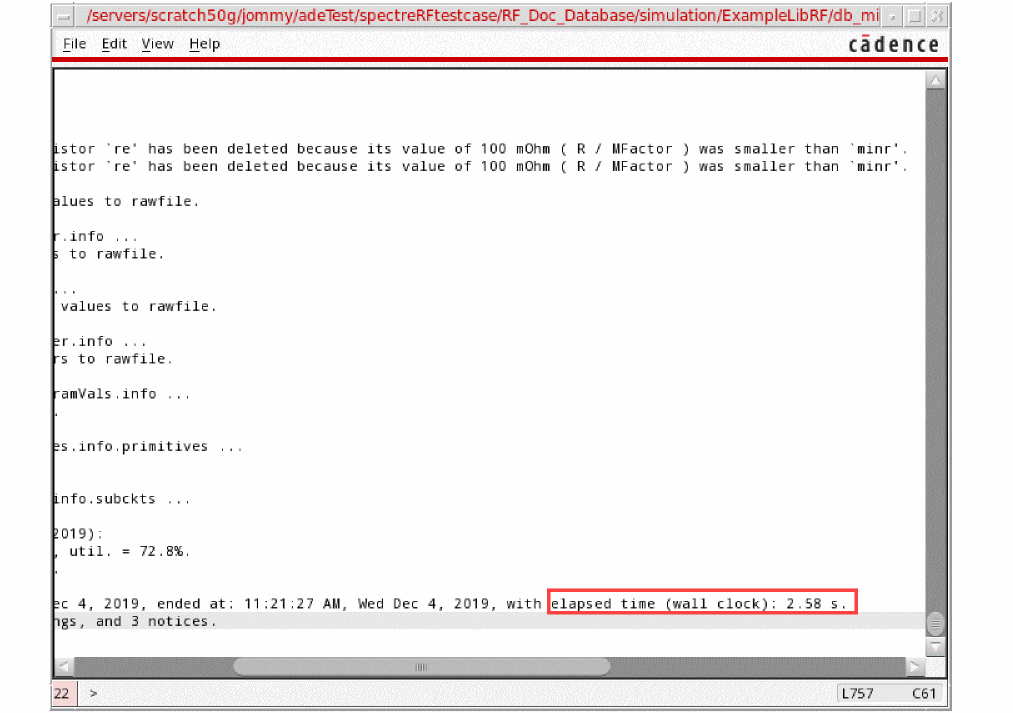 /servers/scratch50g/jommy/adeTest/spectreRFtestcase/RF_Doc_Database/simulation/ExampleLibRF/db_mi
File Edit View Help
cādence
istor `re' has been deleted because its value of 100 mOhm ( R / MFactor ) was smaller than `minr'.
istor `re' has been deleted because its value of 100 mOhm ( R / MFactor ) was smaller than `minr'.
alues to rawfile.
r.info ...
s to rawfile.
...
values to rawfile.
er.info ...
rs to rawfile.
ramVals.info ...
.
es.info.primitives ...
info.subckts ...
2019):
, util. = 72.8%.
.
ec 4, 2019, ended at: 11:21:27 AM, Wed Dec 4, 2019, with elapsed time (wall clock): 2.58 s.
ngs, and 3 notices.
22 >
L757 C61